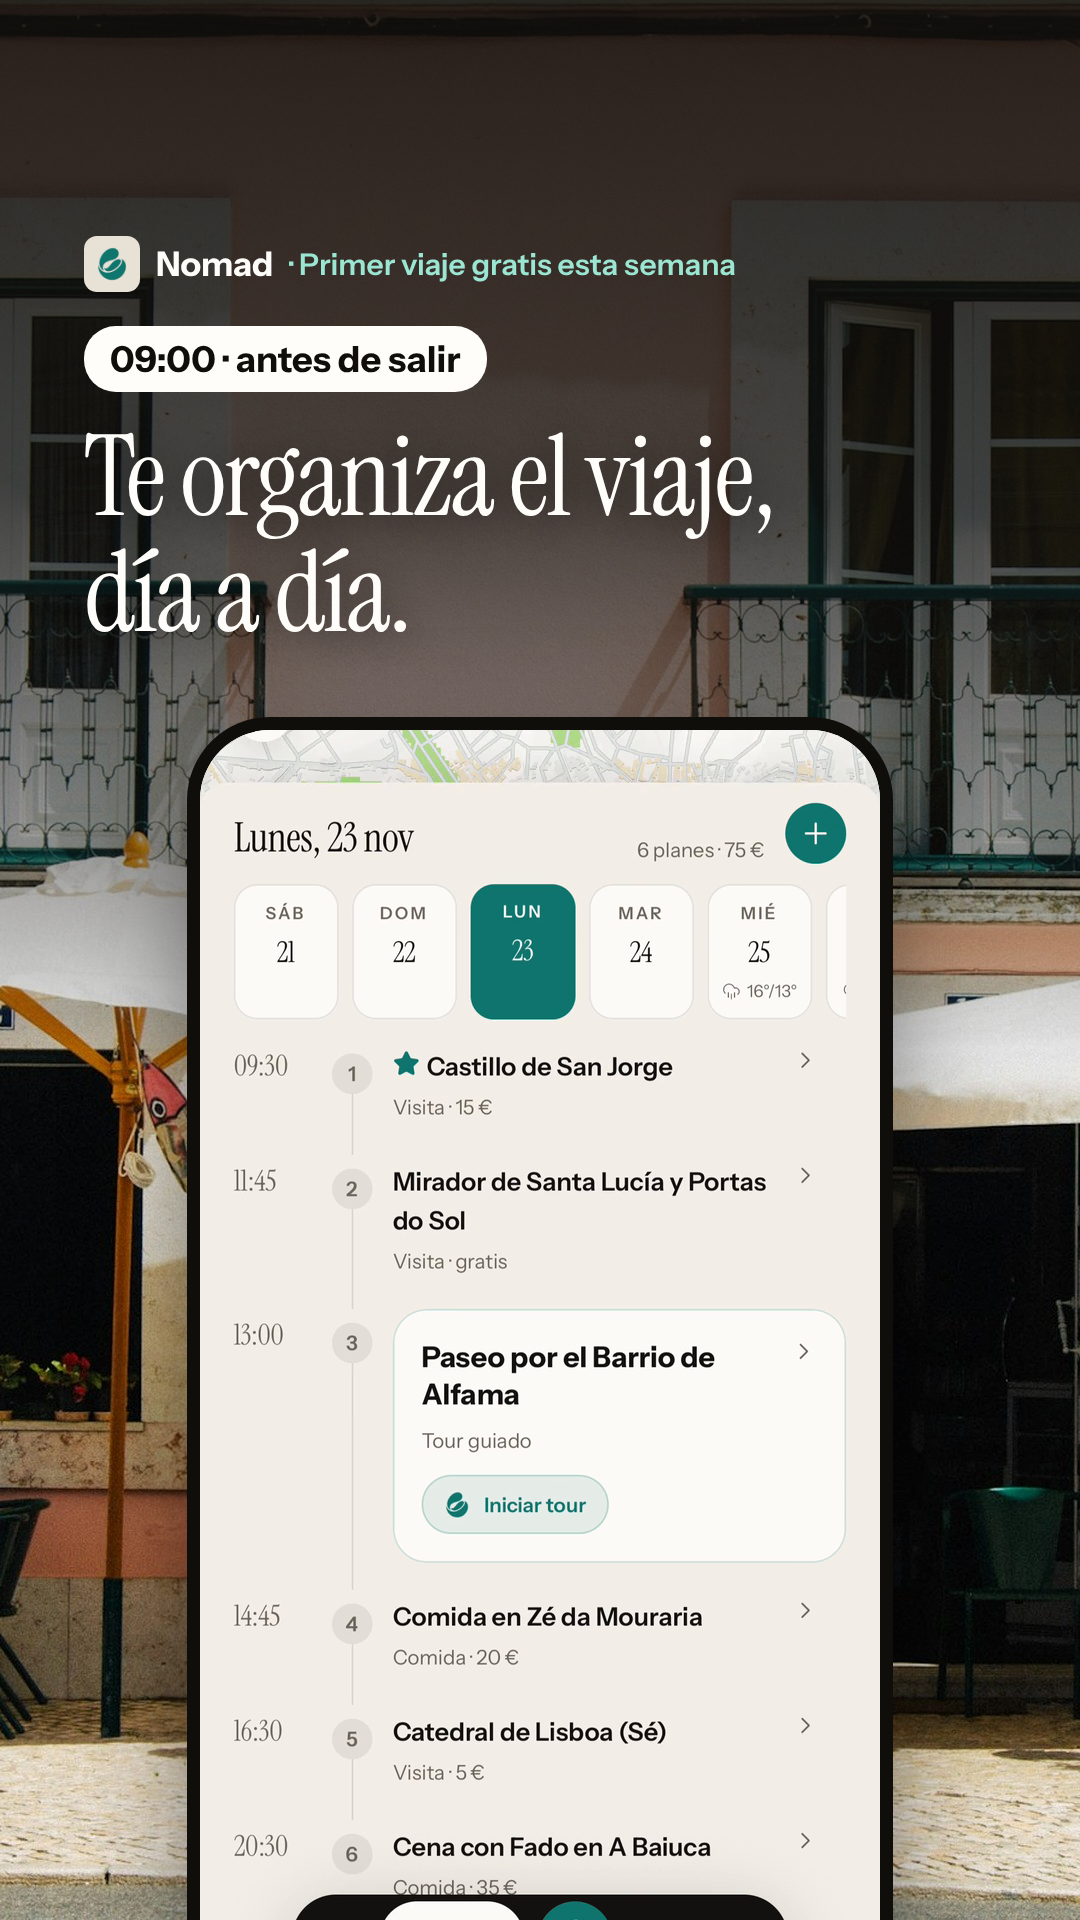 Nomad · Primer viaje gratis esta semana
09:00 · antes de salir
Te organiza el viaje,
día a día.
Lunes, 23 nov
6 planes · 75 €
SÁB
21
DOM
22
LUN
23
MAR
24
MIÉ
25
16°/13°
09:30
1
Castillo de San Jorge
Visita · 15 €
11:45
2
Mirador de Santa Lucía y Portas
do Sol
Visita · gratis
13:00
3
Paseo por el Barrio de
Alfama
Tour guiado
Iniciar tour
14:45
4
Comida en Zé da Mouraria
Comida · 20 €
16:30
5
Catedral de Lisboa (Sé)
Visita · 5 €
20:30
6
Cena con Fado en A Baiuca
Comida · 35 €